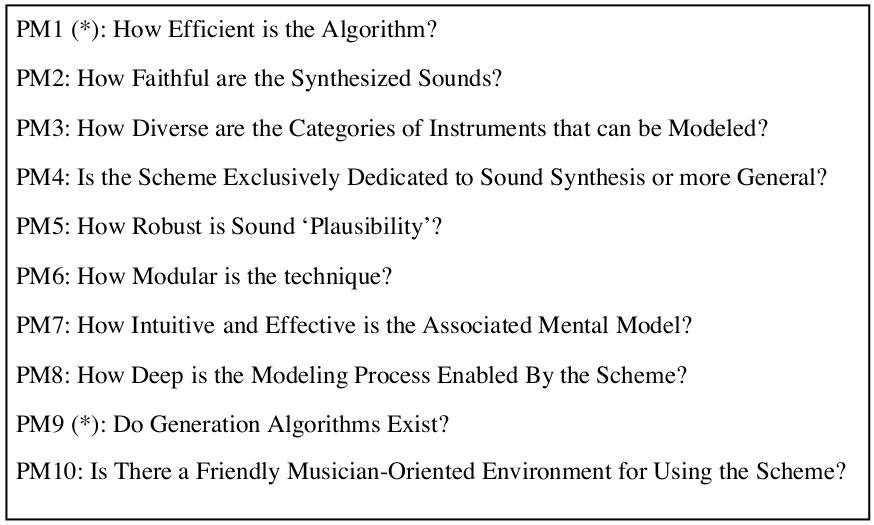 PM1 (*): How Efficient is the Algorithm?
PM2: How Faithful are the Synthesized Sounds?
PM3: How Diverse are the Categories of Instruments that can be Modeled?
PM4: Is the Scheme Exclusively Dedicated to Sound Synthesis or more General?
PM5: How Robust is Sound ‘Plausibility’?
PM6: How Modular is the technique?
PM7: How Intuitive and Effective is the Associated Mental Model?
PM8: How Deep is the Modeling Process Enabled By the Scheme?
PM9 (*): Do Generation Algorithms Exist?
PM10: Is There a Friendly Musician-Oriented Environment for Using the Scheme?